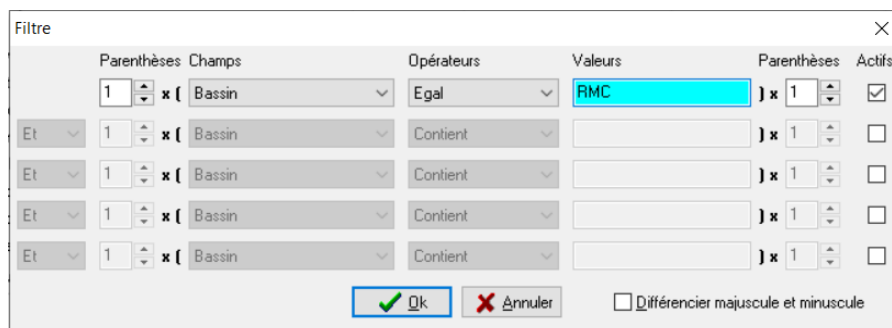 Filtre
Parenthèses Champs Opérateurs Valeurs Parenthèses Actifs
1 x ( Bassin Egal RMC ) x 1
Et 1 x ( Bassin Contient ) x 1
Et 1 x ( Bassin Contient ) x 1
Et 1 x ( Bassin Contient ) x 1
Et 1 x ( Bassin Contient ) x 1
Ok Annuler Différencier majuscule et minuscule